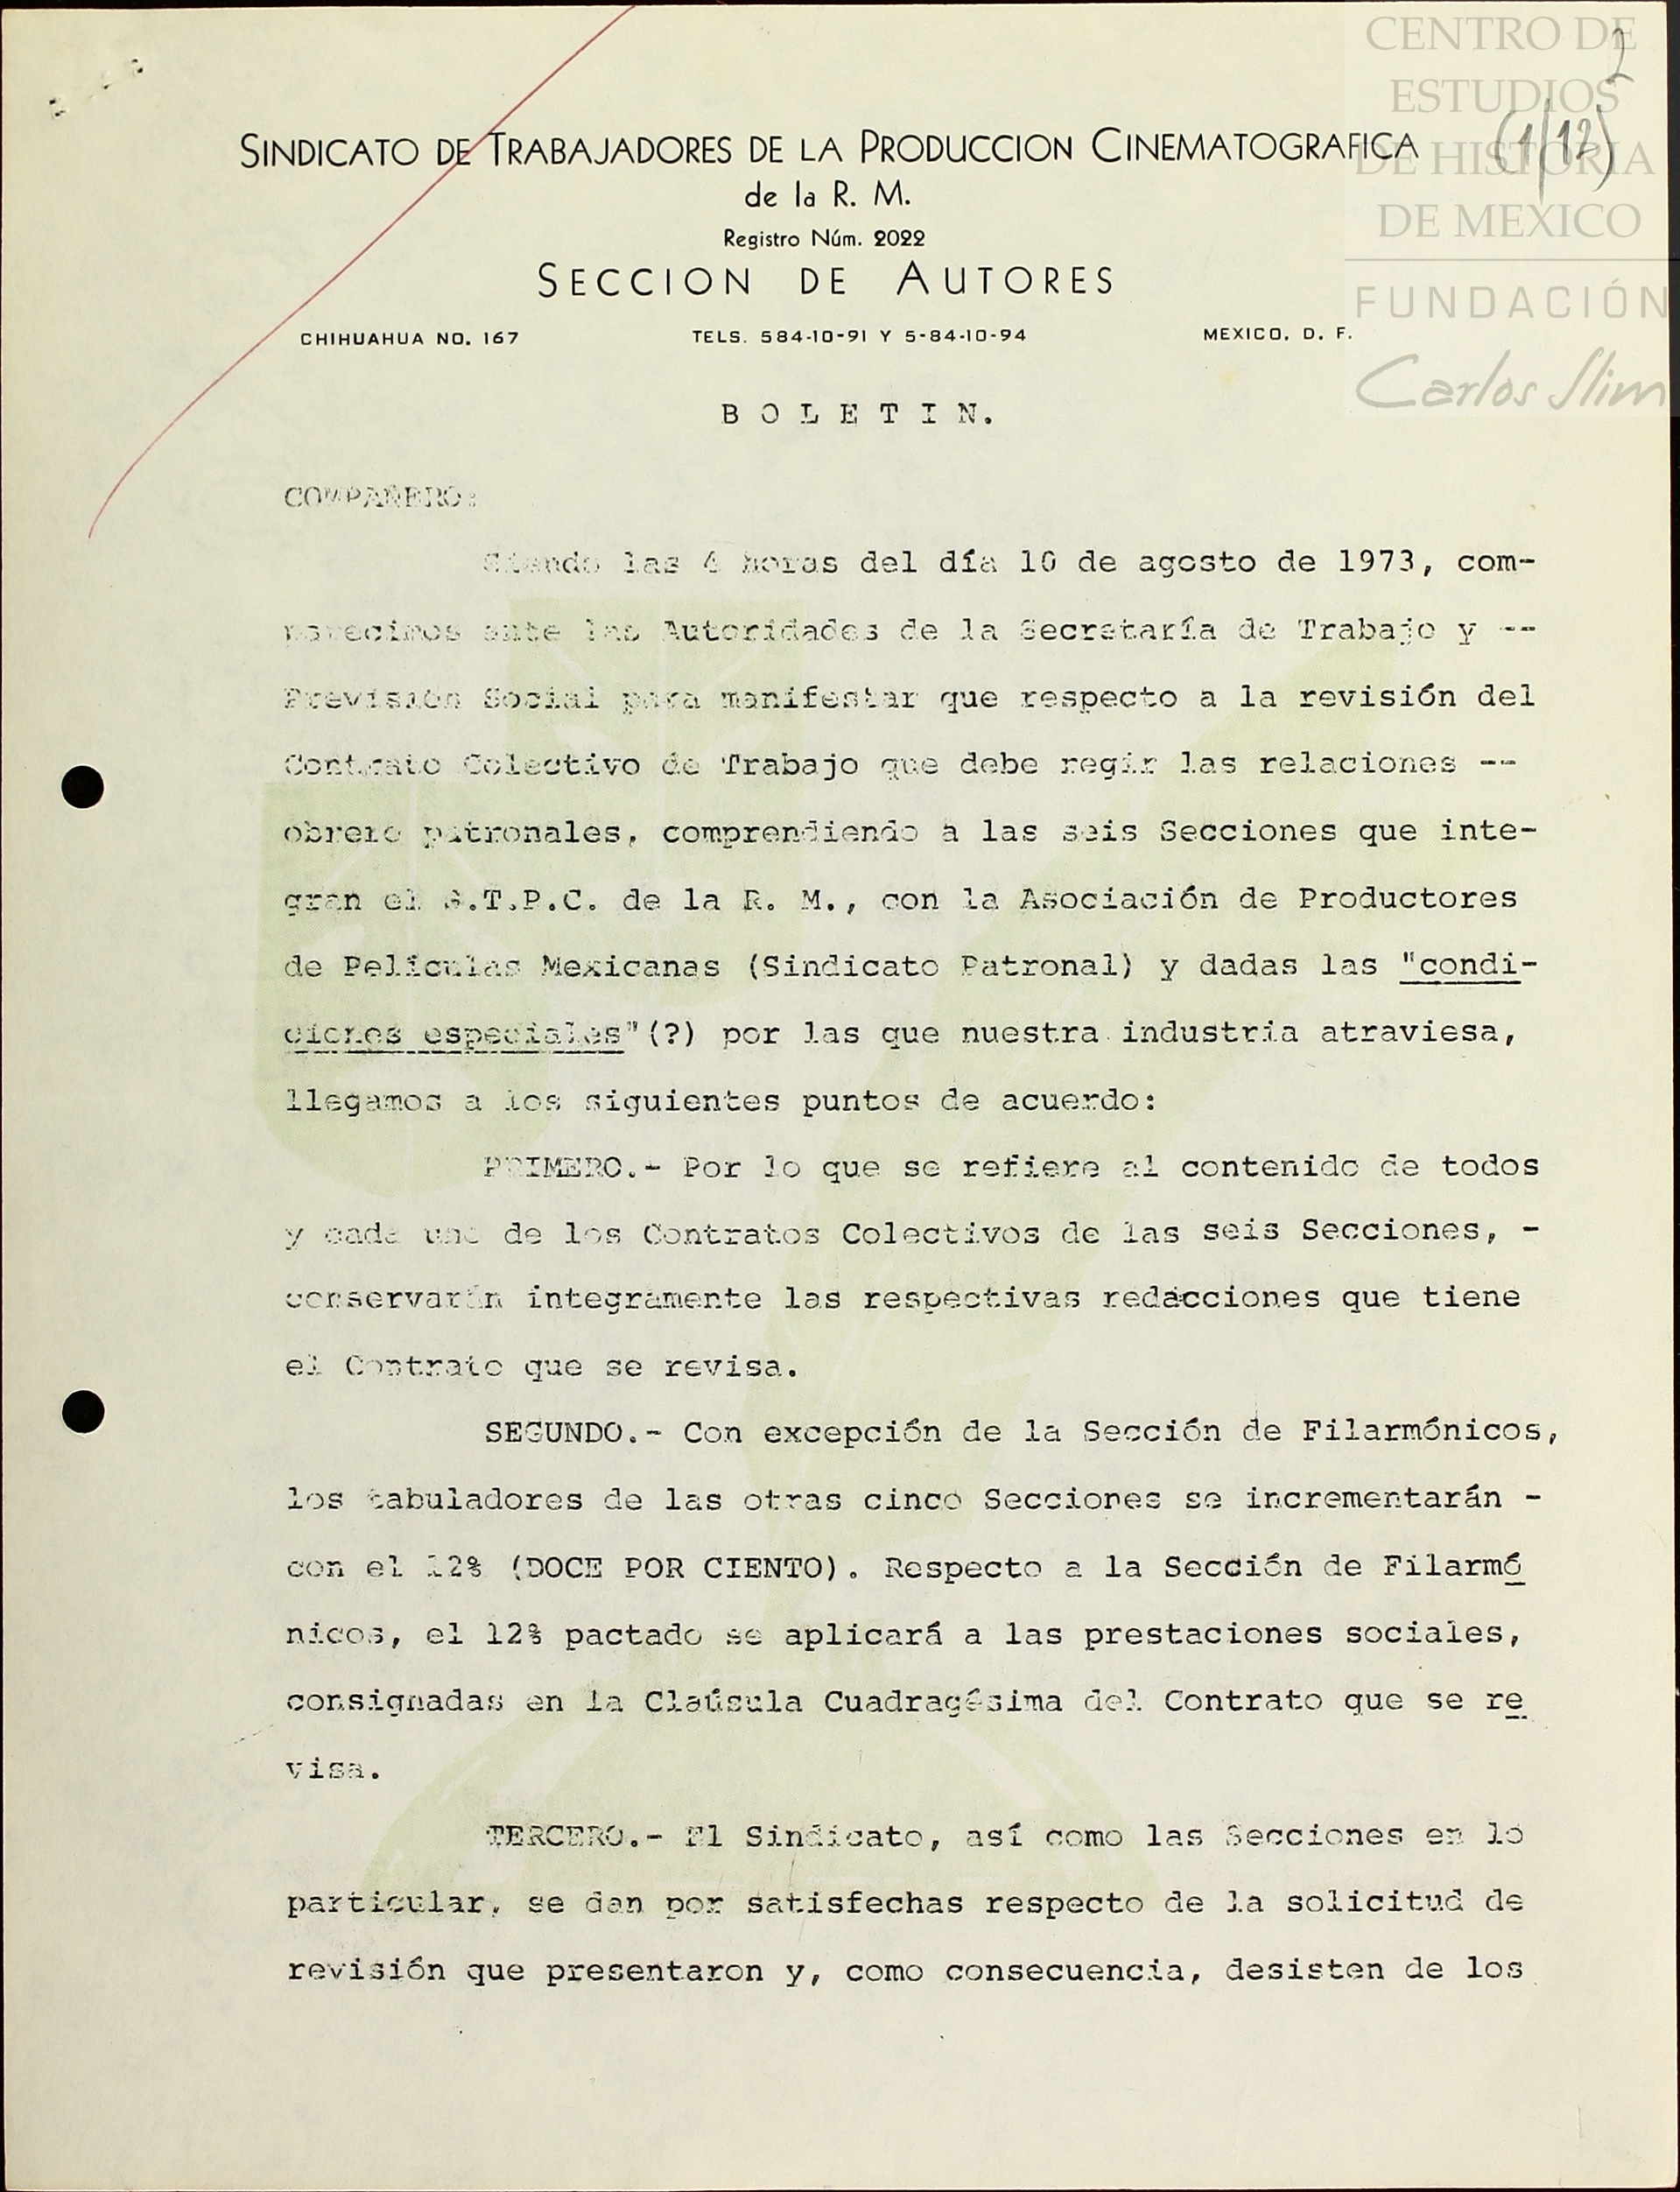 CENTRO DE
ESTUDIOS
DE HISTORIA
DE MEXICO
FUNDACIÓN
Carlos Slim
2
(1/12)
SINDICATO DE TRABAJADORES DE LA PRODUCCION CINEMATOGRAFICA
de la R. M.
Registro Núm. 2022
SECCION DE AUTORES
CHIHUAHUA NO. 167 TELS. 584-10-91 Y 5-84-10-94 MEXICO, D. F.
B O L E T I N.
COMPAÑERO:
Siendo las 4 horas del día 10 de agosto de 1973, com-
parecimos ante las Autoridades de la Secretaría de Trabajo y --
Previsión Social para manifestar que respecto a la revisión del
Contrato Colectivo de Trabajo que debe regir las relaciones --
obrero patronales, comprendiendo a las seis Secciones que inte-
gran el S.T.P.C. de la R. M., con la Asociación de Productores
de Películas Mexicanas (Sindicato Patronal) y dadas las "condi-
ciones especiales"(?) por las que nuestra industria atraviesa,
llegamos a los siguientes puntos de acuerdo:
PRIMERO.- Por lo que se refiere al contenido de todos
y cada uno de los Contratos Colectivos de las seis Secciones, -
conservarán integramente las respectivas redacciones que tiene
el Contrato que se revisa.
SEGUNDO.- Con excepción de la Sección de Filarmónicos,
los tabuladores de las otras cinco Secciones se incrementarán -
con el 12% (DOCE POR CIENTO). Respecto a la Sección de Filarmó
nicos, el 12% pactado se aplicará a las prestaciones sociales,
consignadas en la Claúsula Cuadragésima del Contrato que se re
visa.
TERCERO.- El Sindicato, así como las Secciones en lo
particular, se dan por satisfechas respecto de la solicitud de
revisión que presentaron y, como consecuencia, desisten de los